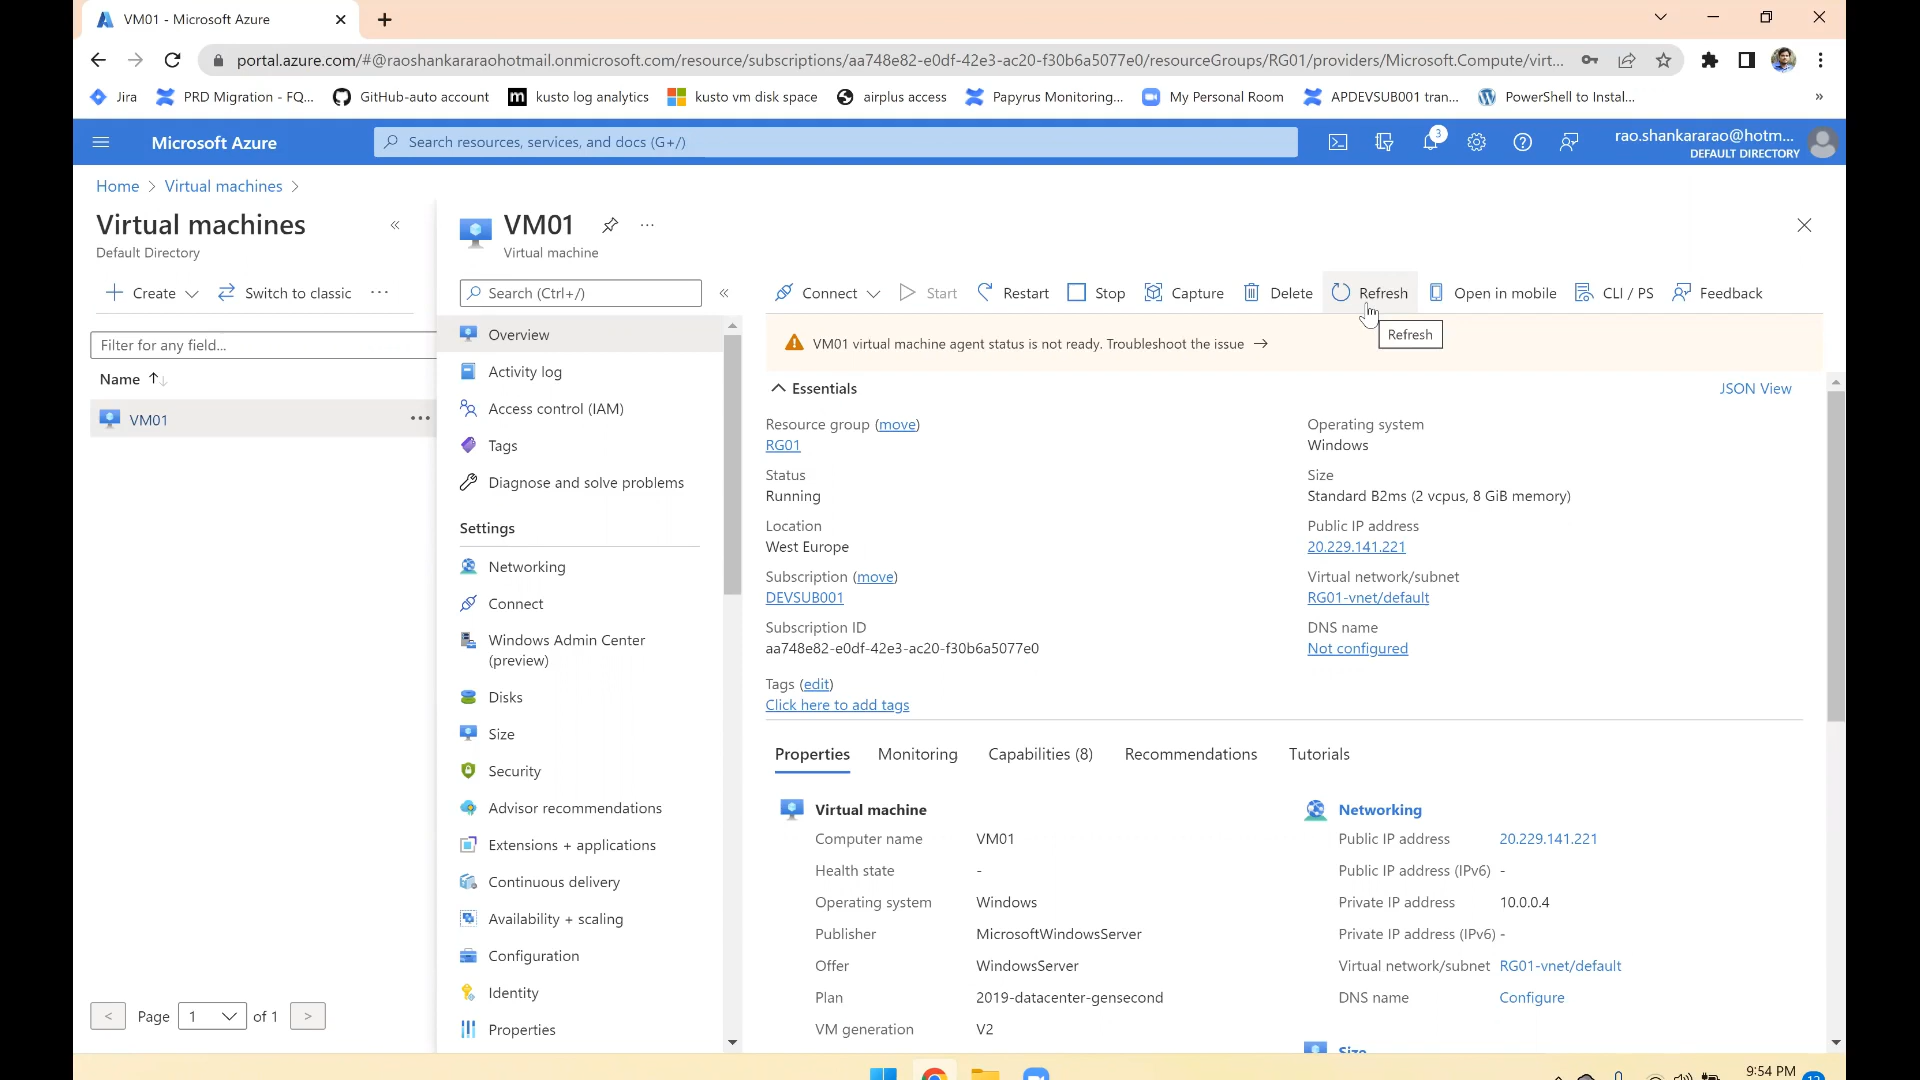 VM01 - Microsoft Azure
portal.azure.com/#@raoshankararaohotmail.onmicrosoft.com/resource/subscriptions/aa748e82-e0df-42e3-ac20-f30b6a5077e0/resourceGroups/RG01/providers/Microsoft.Compute/virt...
Jira PRD Migration - FQ... GitHub-auto account kusto log analytics kusto vm disk space airplus access Papyrus Monitoring... My Personal Room APDEVSUB001 tran... PowerShell to Instal... »
Microsoft Azure
Search resources, services, and docs (G+/)
3
rao.shankararao@hotm...
DEFAULT DIRECTORY
Home > Virtual machines >
Virtual machines
Default Directory
Create Switch to classic ...
Filter for any field...
Name
VM01
< Page 1 of 1 >
VM01
Virtual machine
Search (Ctrl+/)
Overview
Activity log
Access control (IAM)
Tags
Diagnose and solve problems
Settings
Networking
Connect
Windows Admin Center
(preview)
Disks
Size
Security
Advisor recommendations
Extensions + applications
Continuous delivery
Availability + scaling
Configuration
Identity
Properties
Connect Start Restart Stop Capture Delete Refresh Open in mobile CLI / PS Feedback
Refresh
VM01 virtual machine agent status is not ready. Troubleshoot the issue →
Essentials
JSON View
Resource group (move)
RG01
Status
Running
Location
West Europe
Subscription (move)
DEVSUB001
Subscription ID
aa748e82-e0df-42e3-ac20-f30b6a5077e0
Tags (edit)
Click here to add tags
Operating system
Windows
Size
Standard B2ms (2 vcpus, 8 GiB memory)
Public IP address
20.229.141.221
Virtual network/subnet
RG01-vnet/default
DNS name
Not configured
Properties Monitoring Capabilities (8) Recommendations Tutorials
Virtual machine
Computer name VM01
Health state -
Operating system Windows
Publisher MicrosoftWindowsServer
Offer WindowsServer
Plan 2019-datacenter-gensecond
VM generation V2
Networking
Public IP address 20.229.141.221
Public IP address (IPv6) -
Private IP address 10.0.0.4
Private IP address (IPv6) -
Virtual network/subnet RG01-vnet/default
DNS name Configure
Size
9:54 PM